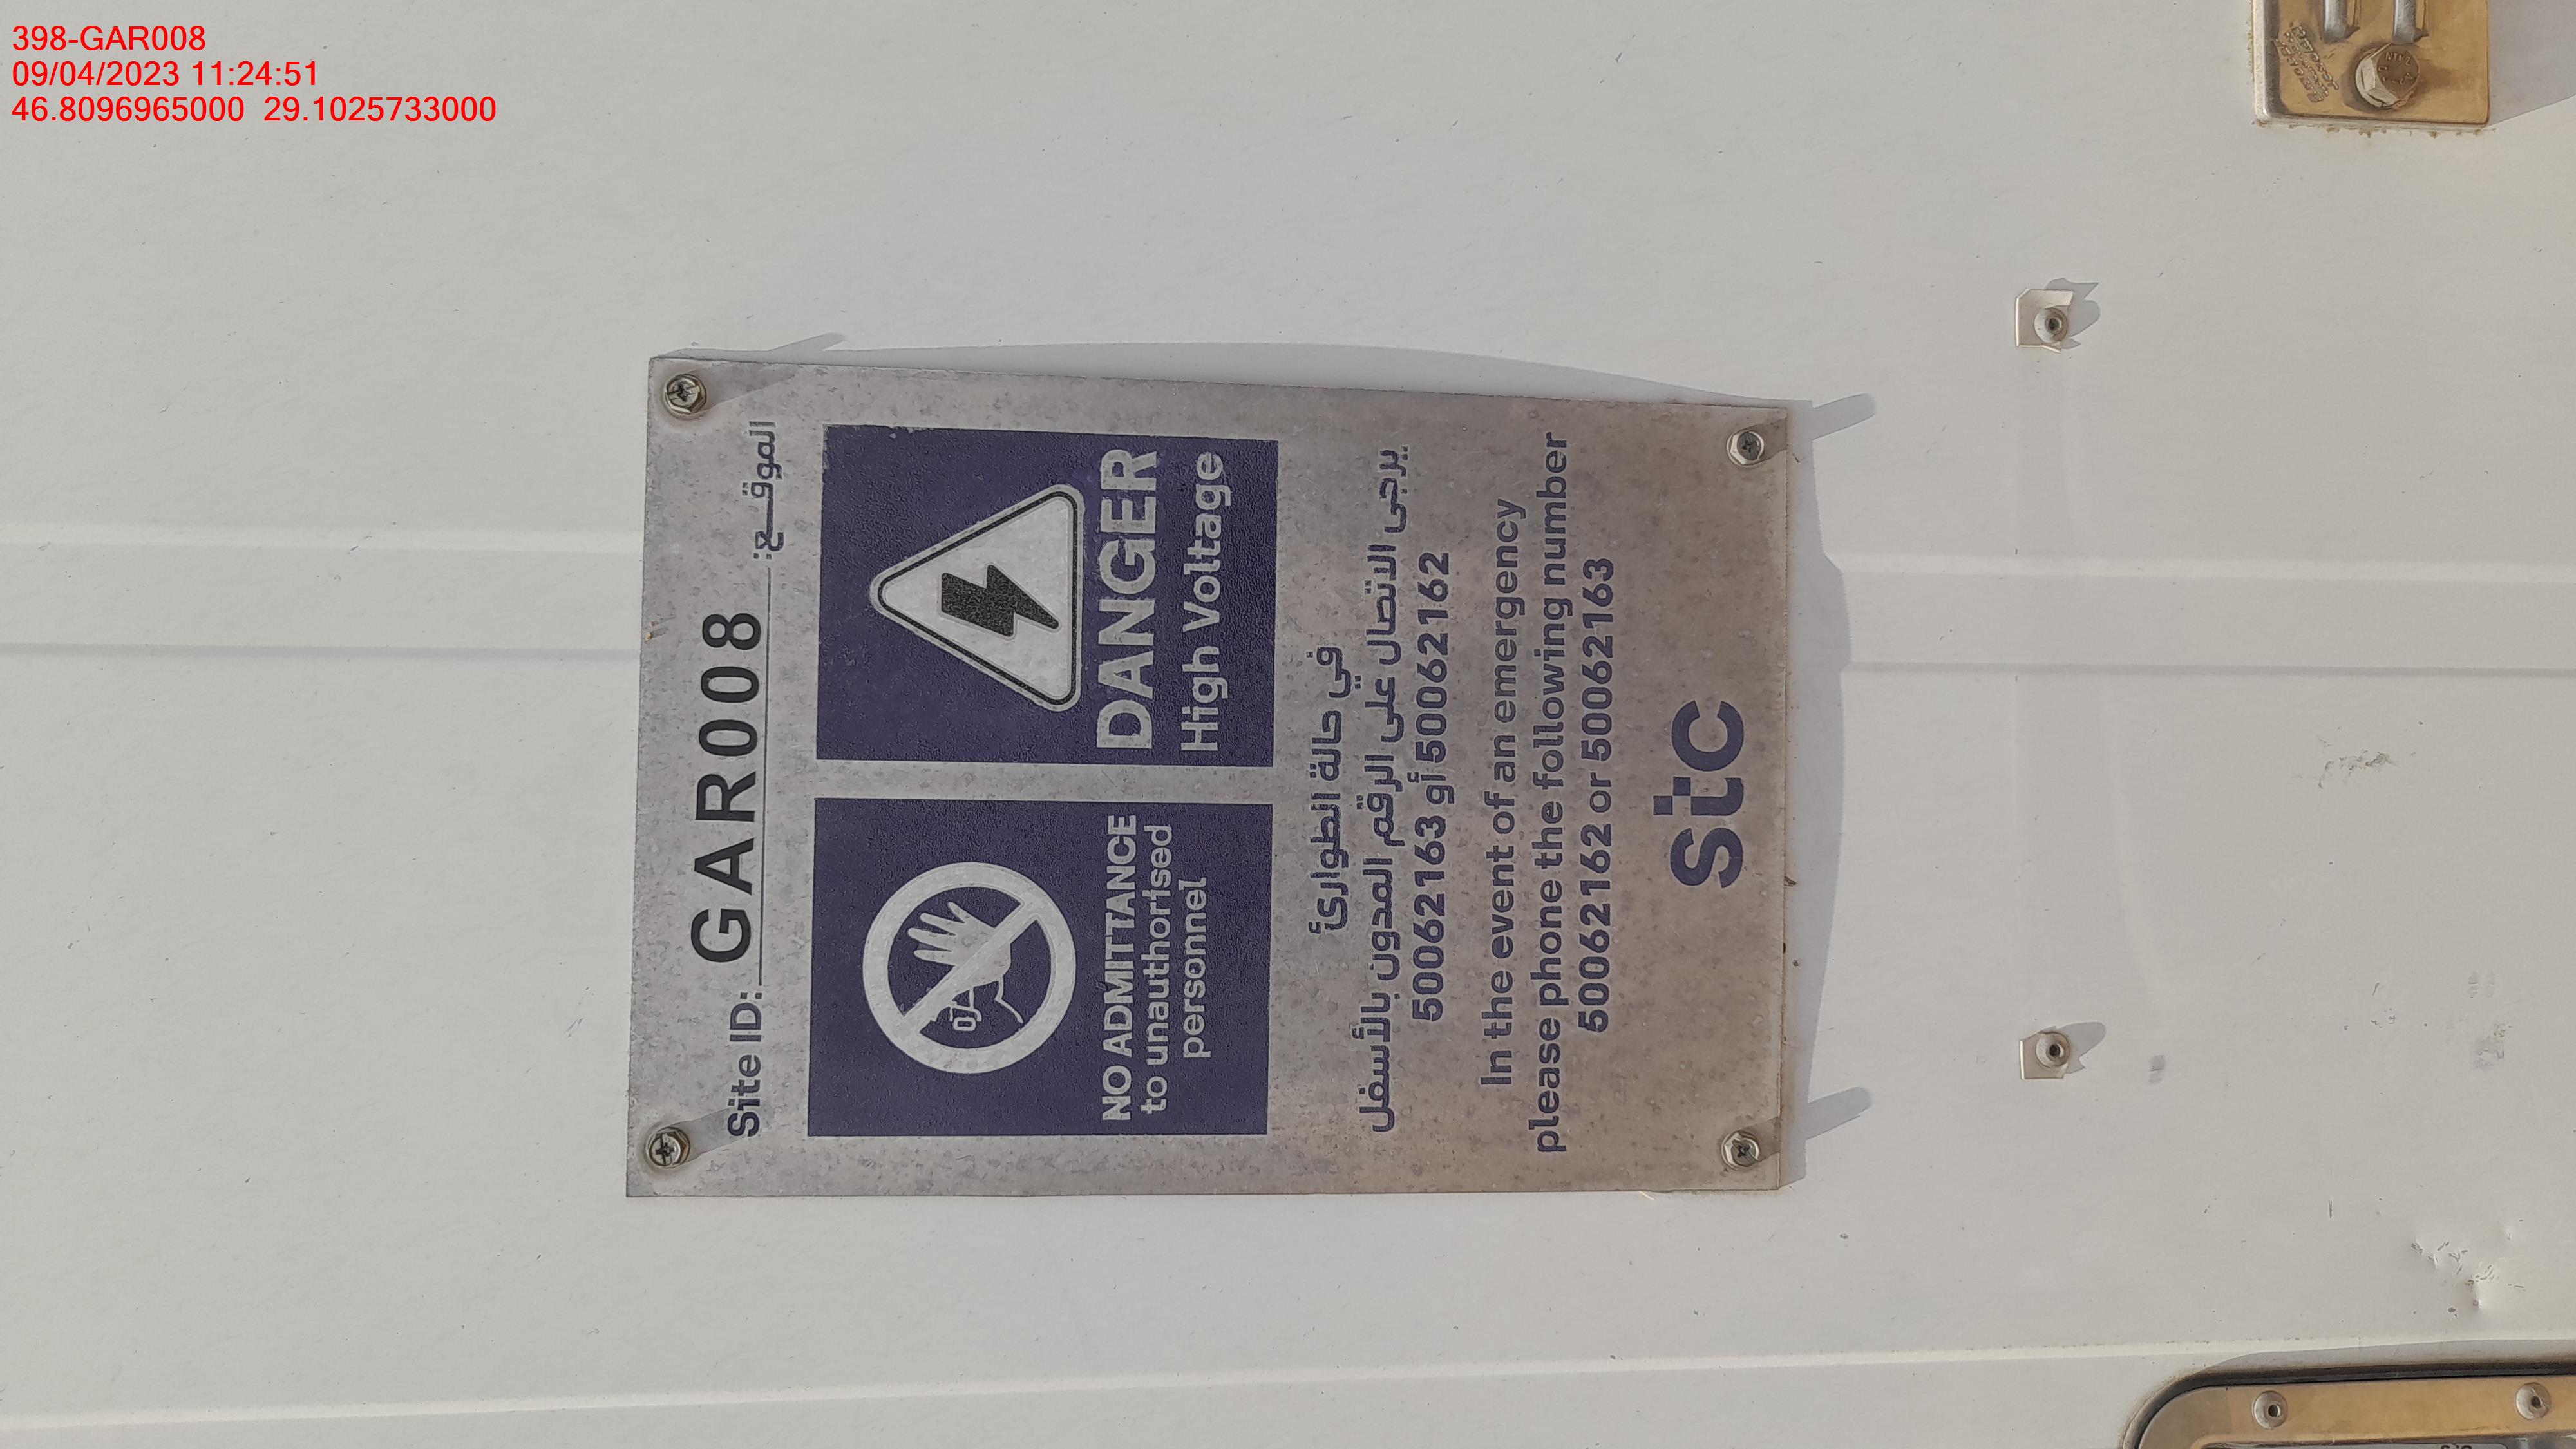 398-GAR008
09/04/2023 11:24:51
46.8096965000 29.1025733000
Site ID: GAR008 الموقـــع:
NO ADMITTANCE
to unauthorised
personnel
DANGER
High Voltage
في حالة الطوارئ
يرجى الاتصال على الرقم المدون بالأسفل
50062163 أو 50062162
In the event of an emergency
please phone the following number
50062162 or 50062163
stc